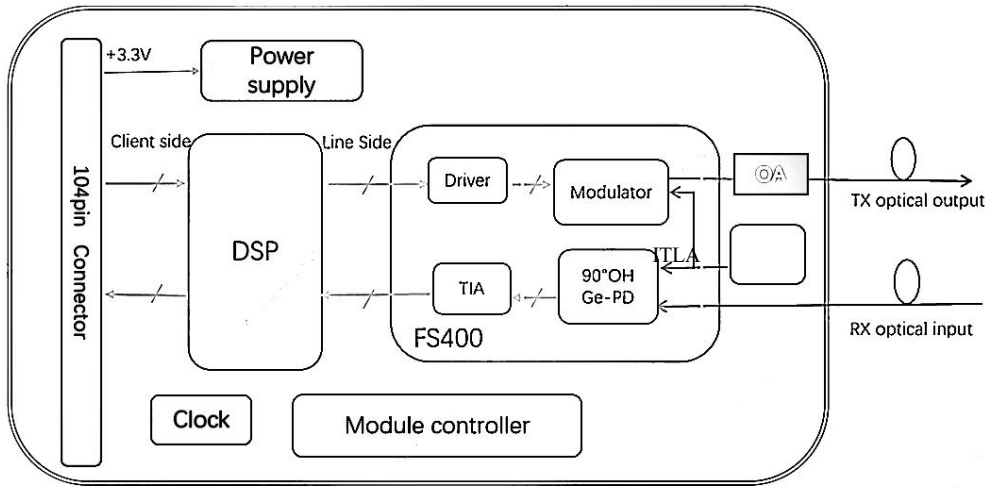 +3.3V
Power
supply
Client side
Line Side
104pin Connector
DSP
Driver
Modulator
OA
TX optical output
ITLA
90°OH
Ge-PD
TIA
FS400
RX optical input
Clock
Module controller